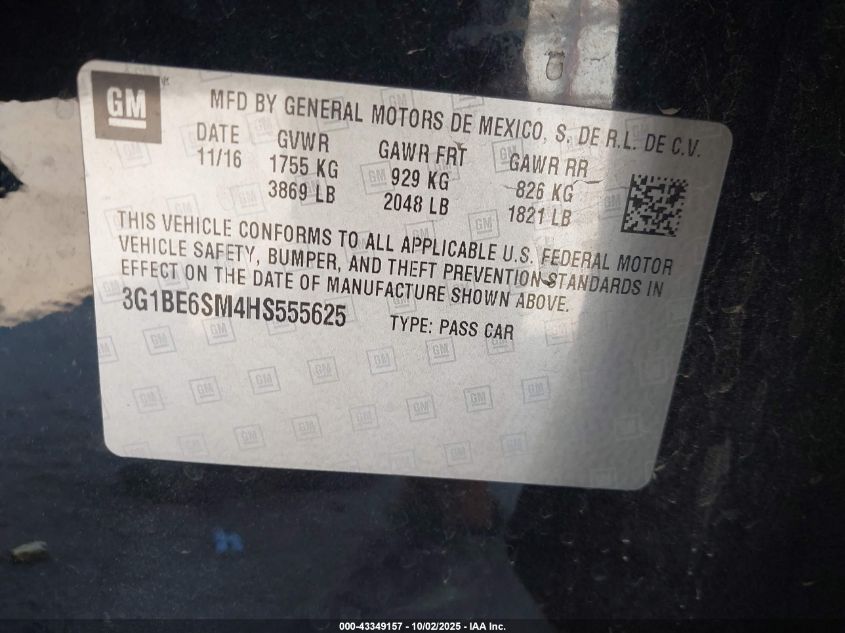 GM
MFD BY GENERAL MOTORS DE MEXICO, S. DE R.L. DE C.V.
DATE GVWR GAWR FRT GAWR RR
11/16 1755 KG 929 KG 826 KG
3869 LB 2048 LB 1821 LB
THIS VEHICLE CONFORMS TO ALL APPLICABLE U.S. FEDERAL MOTOR
VEHICLE SAFETY, BUMPER, AND THEFT PREVENTION STANDARDS IN
EFFECT ON THE DATE OF MANUFACTURE SHOWN ABOVE.
3G1BE6SM4HS555625 TYPE: PASS CAR
000-43349157 - 10/02/2025 - IAA Inc.